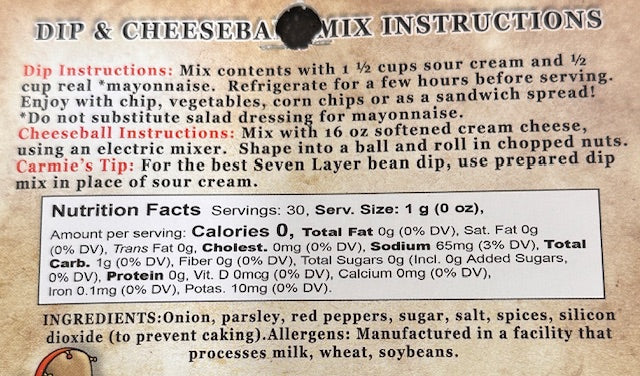 DIP & CHEESEBA MIX INSTRUCTIONS
Dip Instructions: Mix contents with 1 ½ cups sour cream and ½
cup real *mayonnaise. Refrigerate for a few hours before serving.
Enjoy with chip, vegetables, corn chips or as a sandwich spread!
*Do not substitute salad dressing for mayonnaise.
Cheeseball Instructions: Mix with 16 oz softened cream cheese,
using an electric mixer. Shape into a ball and roll in chopped nuts.
Carmie's Tip: For the best Seven Layer bean dip, use prepared dip
mix in place of sour cream.
Nutrition Facts Servings: 30, Serv. Size: 1 g (0 oz),
Amount per serving: Calories 0, Total Fat 0g (0% DV), Sat. Fat 0g
(0% DV), Trans Fat 0g, Cholest. 0mg (0% DV), Sodium 65mg (3% DV), Total
Carb. 1g (0% DV), Fiber 0g (0% DV), Total Sugars 0g (Incl. 0g Added Sugars,
0% DV), Protein 0g, Vit. D 0mcg (0% DV), Calcium 0mg (0% DV),
Iron 0.1mg (0% DV), Potas. 10mg (0% DV).
INGREDIENTS:Onion, parsley, red peppers, sugar, salt, spices, silicon
dioxide (to prevent caking).Allergens: Manufactured in a facility that
processes milk, wheat, soybeans.